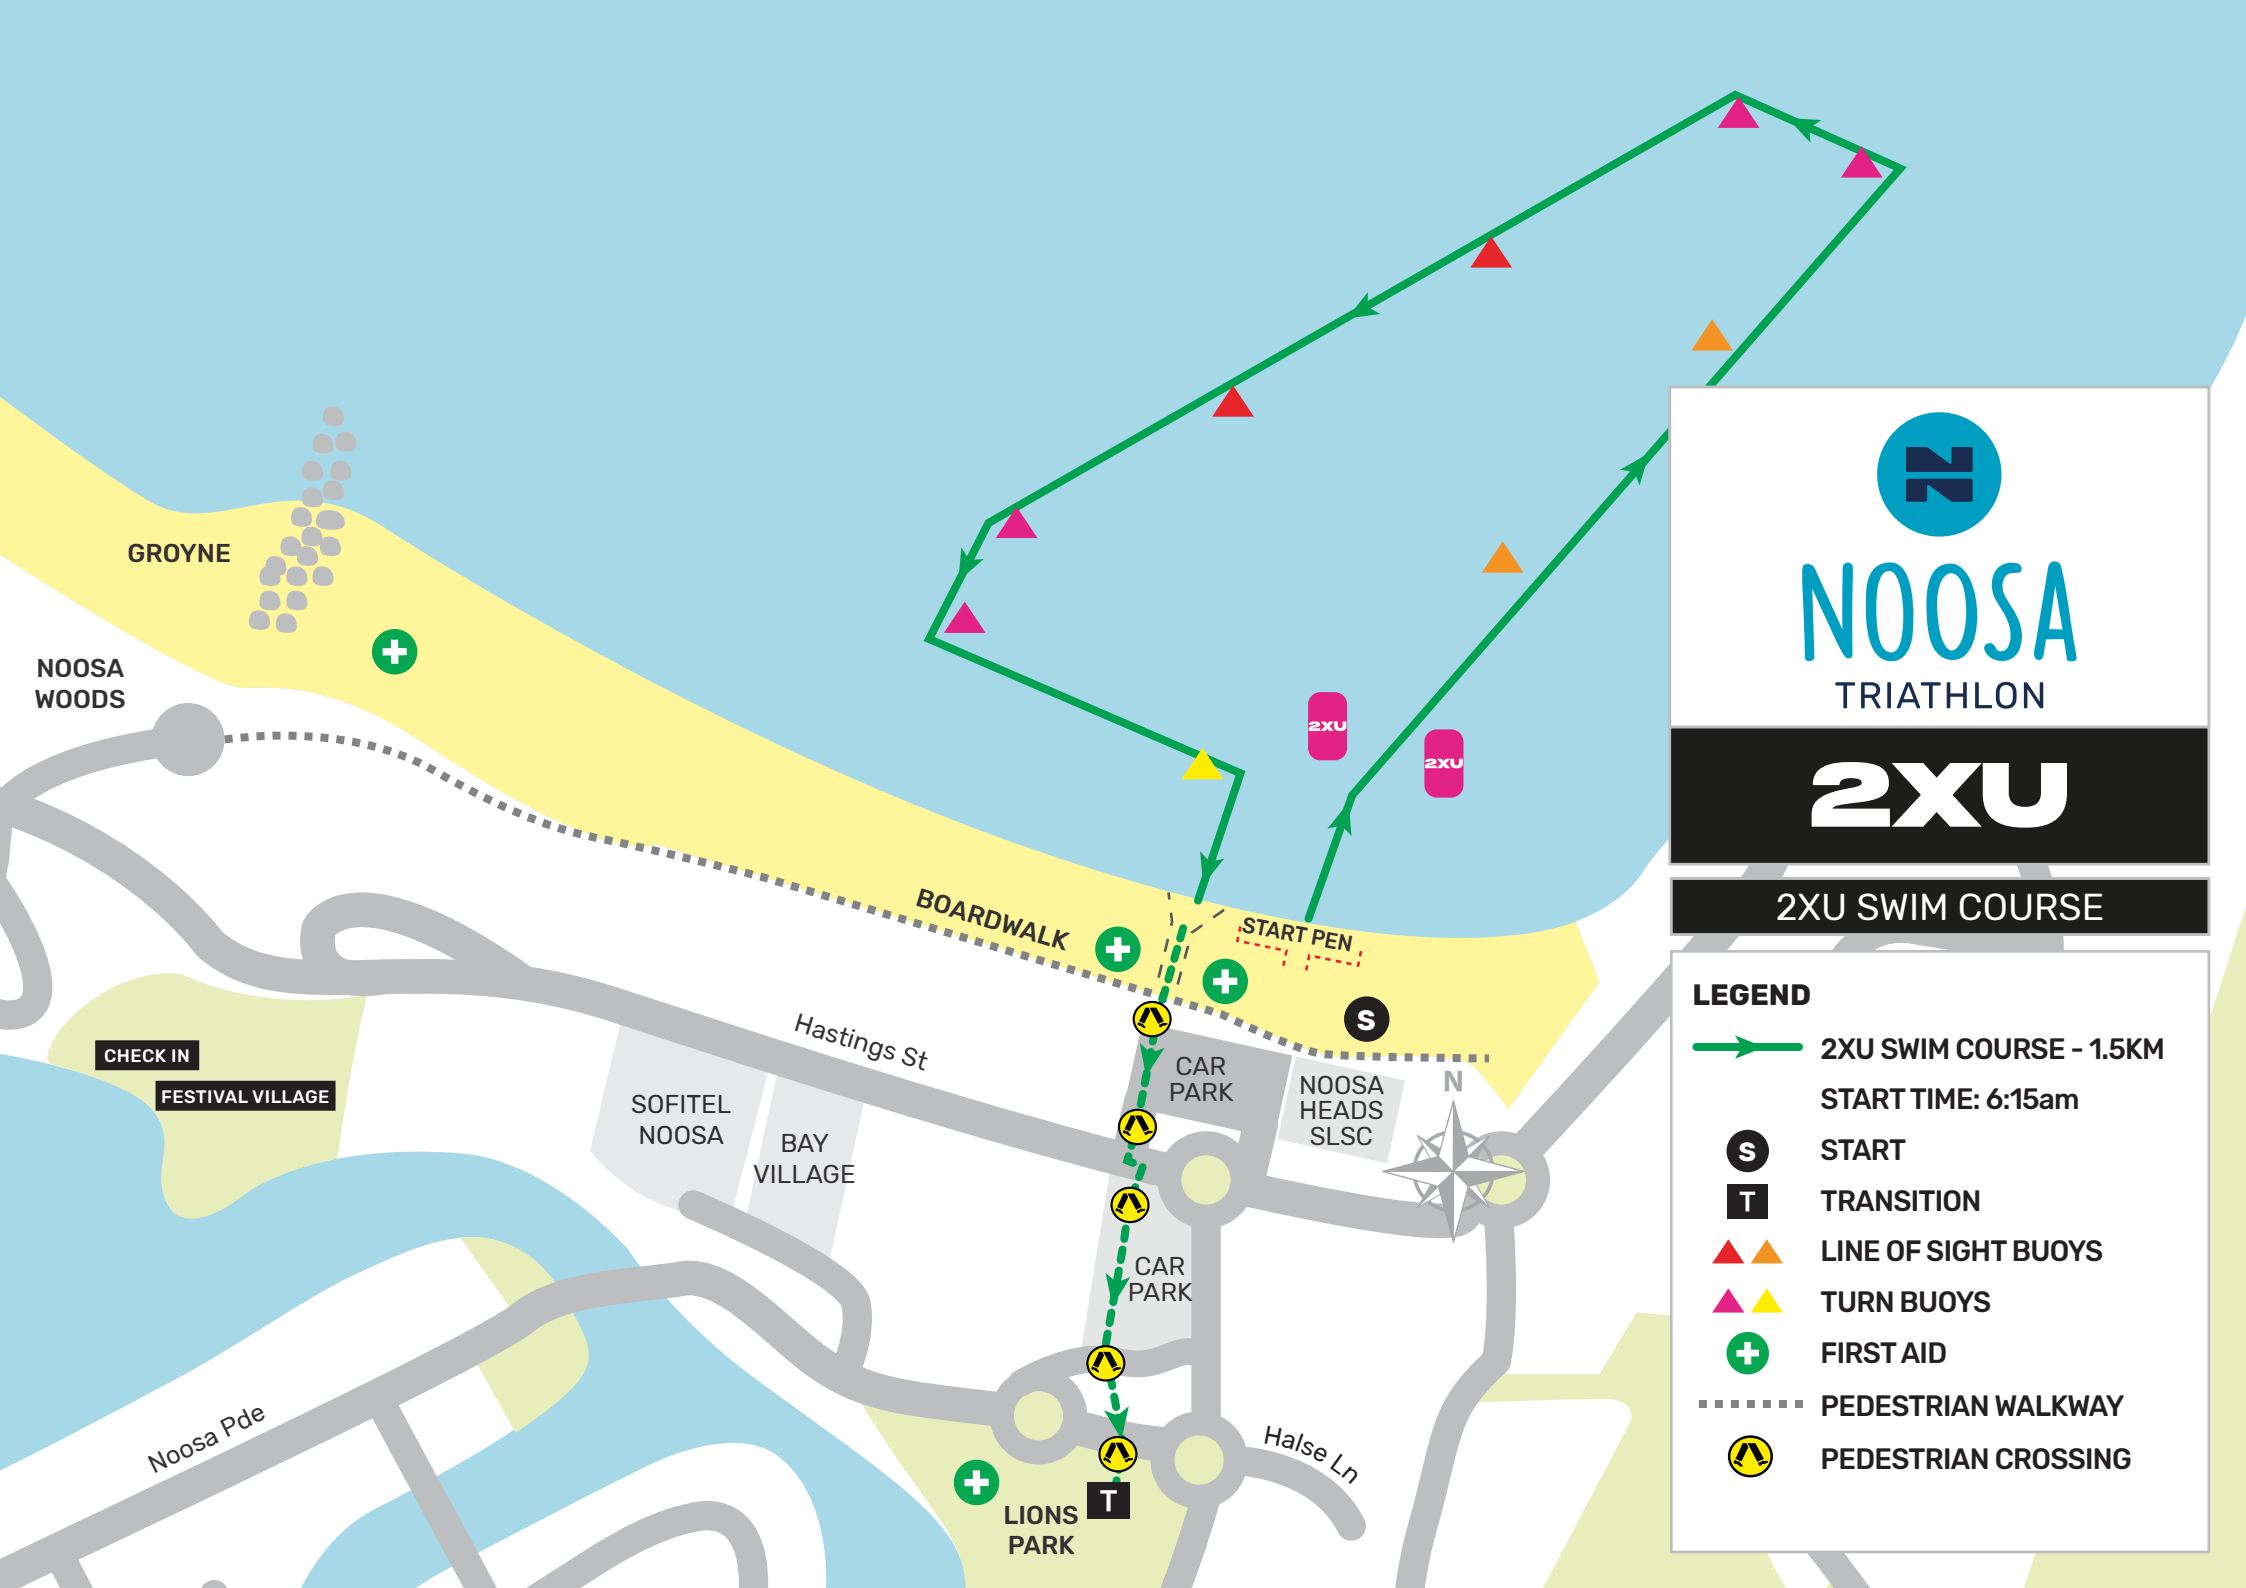 GROYNE
NOOSA
WOODS
CHECK IN
FESTIVAL VILLAGE
BOARDWALK
START PEN
2XU
2XU
S
Hastings St
SOFITEL
NOOSA
BAY
VILLAGE
CAR
PARK
NOOSA
HEADS
SLSC
N
CAR
PARK
Noosa Pde
Halse Ln
LIONS
PARK
T
N
NOOSA
TRIATHLON
2XU
2XU SWIM COURSE
LEGEND
2XU SWIM COURSE - 1.5KM
START TIME: 6:15am
S START
T TRANSITION
LINE OF SIGHT BUOYS
TURN BUOYS
FIRST AID
PEDESTRIAN WALKWAY
PEDESTRIAN CROSSING